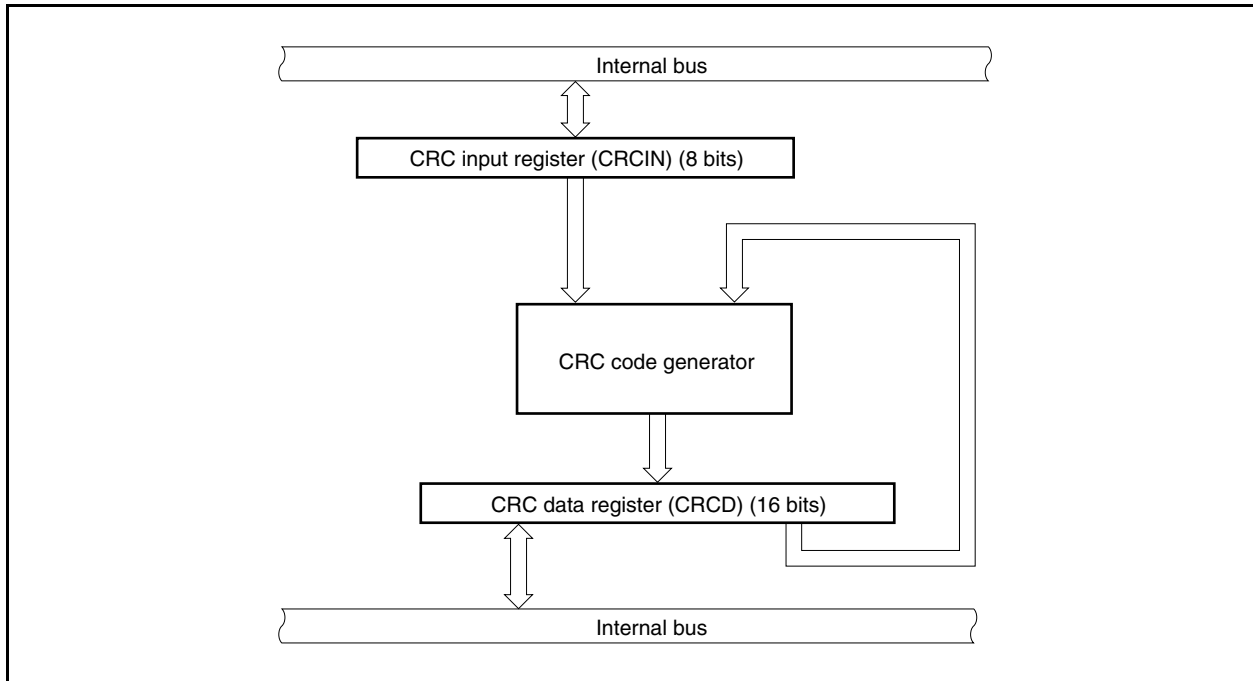 Internal bus
CRC input register (CRCIN) (8 bits)
CRC code generator
CRC data register (CRCD) (16 bits)
Internal bus